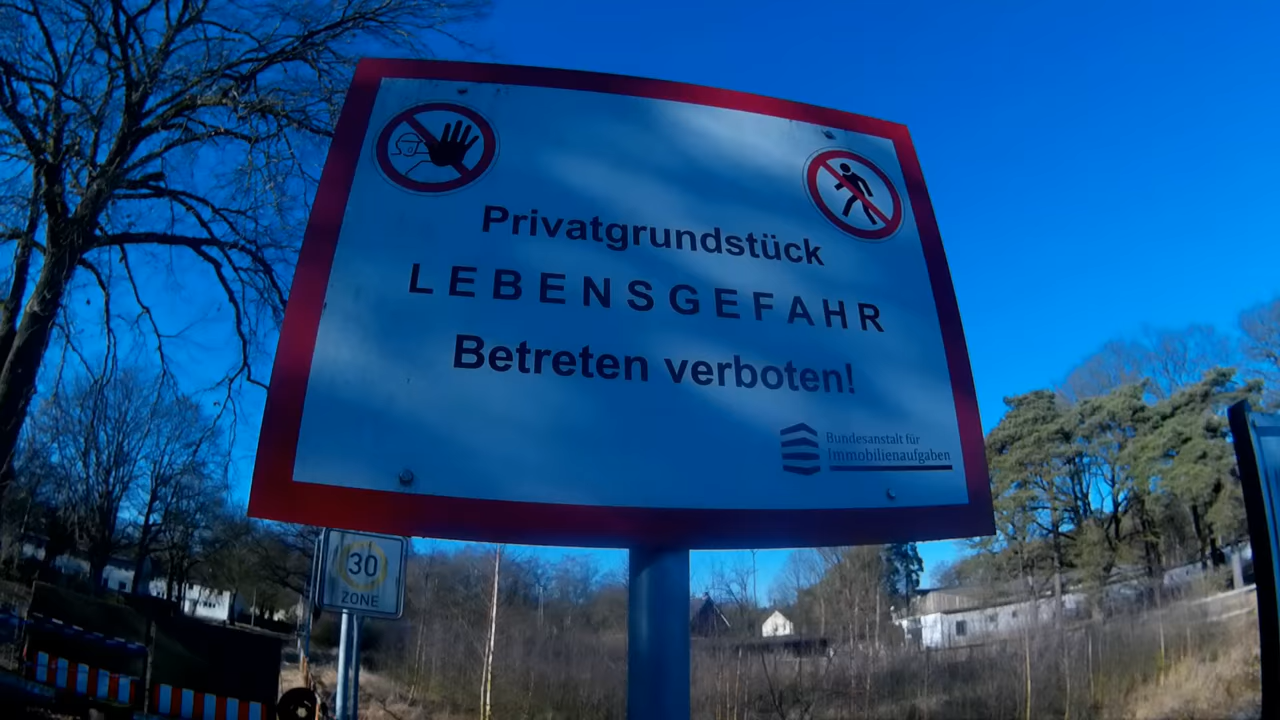 Privatgrundstück
LEBENSGEFAHR
Betreten verboten!
Bundesanstalt für
Immobilienaufgaben
30
ZONE